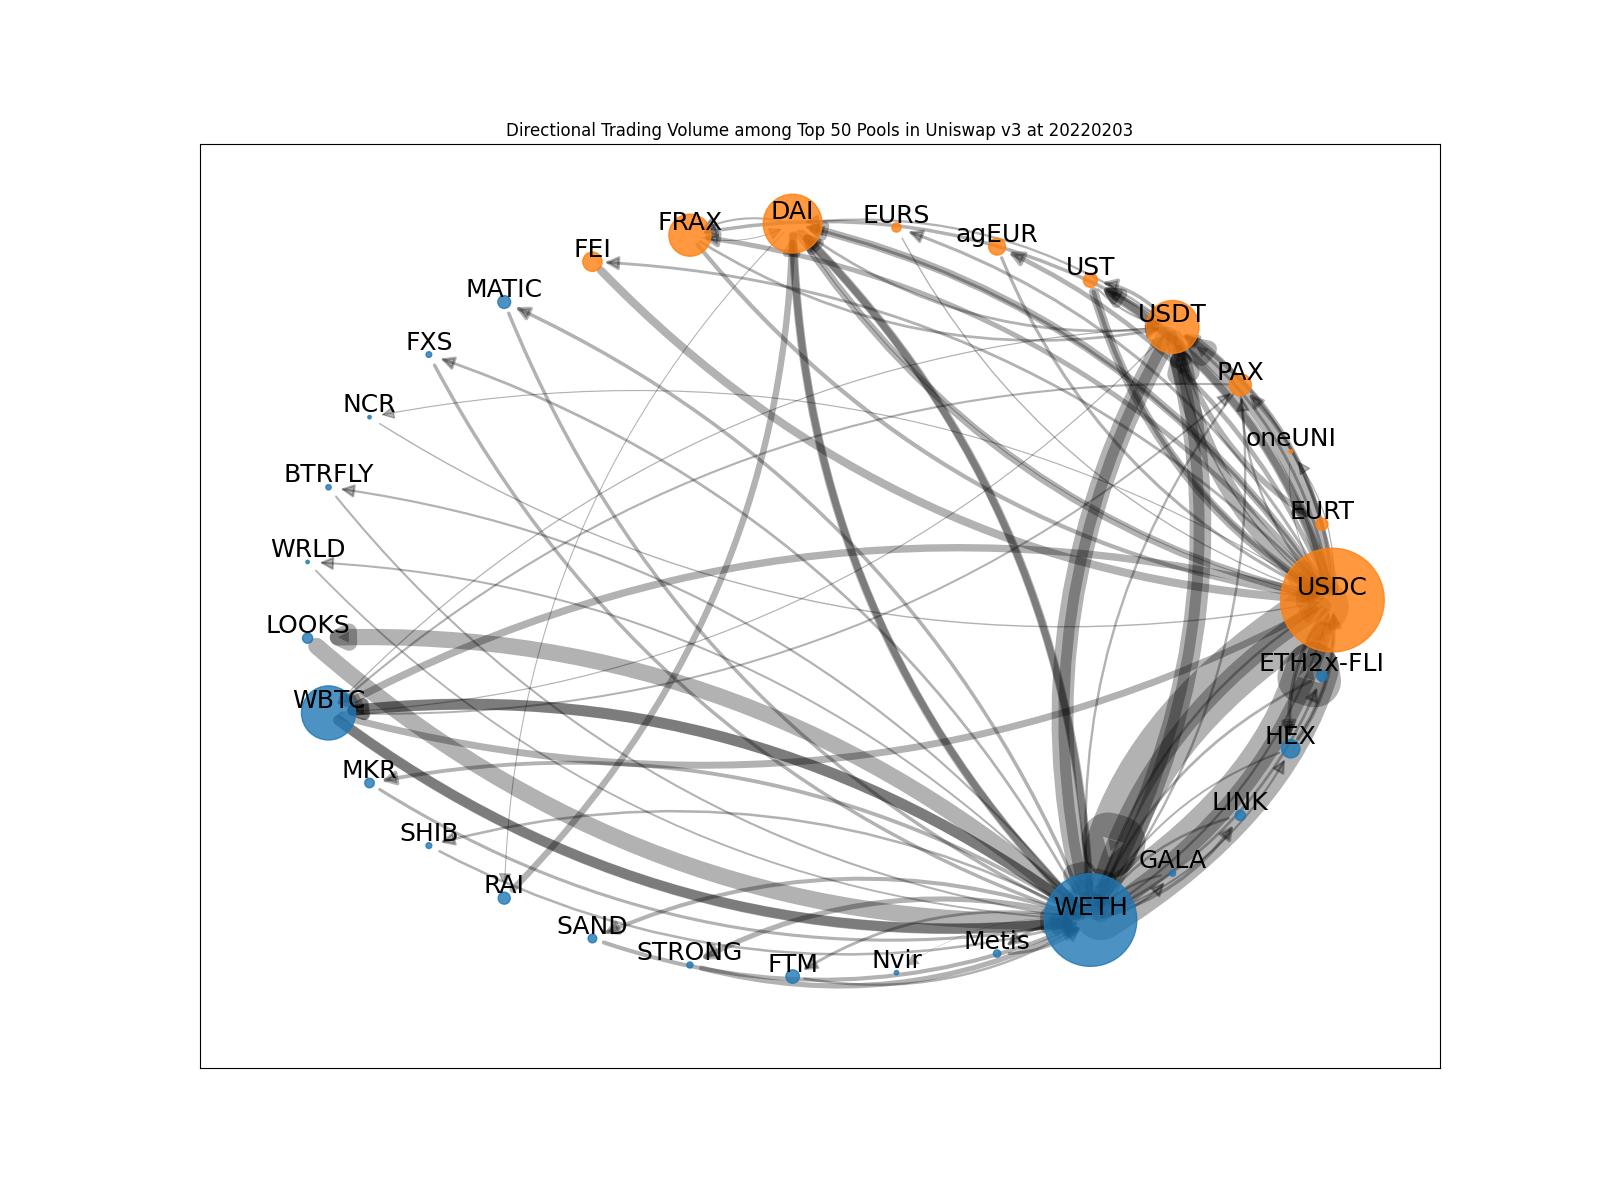 Directional Trading Volume among Top 50 Pools in Uniswap v3 at 20220203
DAI
EURS
FRAX
agEUR
FEI
UST
MATIC
USDT
FXS
PAX
NCR
oneUNI
BTRFLY
EURT
WRLD
USDC
LOOKS
ETH2x-FLI
WBTC
HEX
MKR
LINK
SHIB
GALA
RAI
WETH
SAND
Metis
STRONG
Nvir
FTM